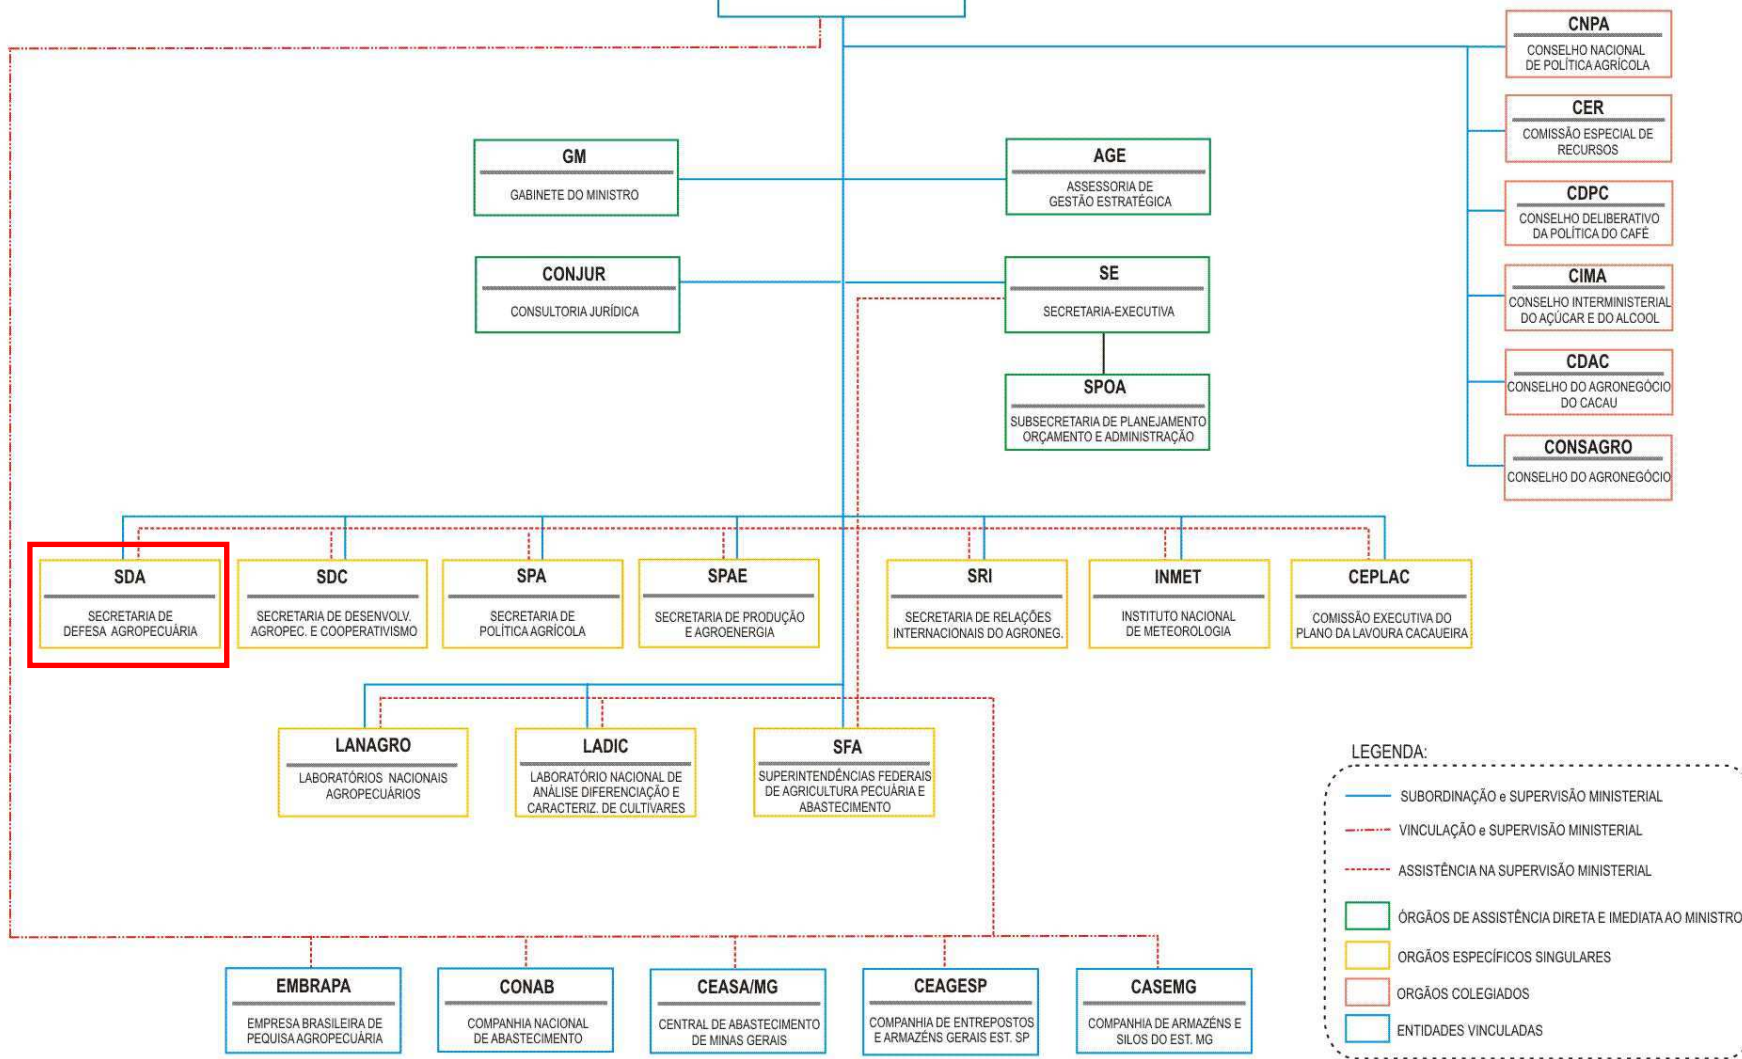 CNPA
CONSELHO NACIONAL
DE POLÍTICA AGRÍCOLA
CER
COMISSÃO ESPECIAL DE
RECURSOS
GM
GABINETE DO MINISTRO
AGE
ASSESSORIA DE
GESTÃO ESTRATÉGICA
CDPC
CONSELHO DELIBERATIVO
DA POLÍTICA DO CAFÉ
CONJUR
CONSULTORIA JURÍDICA
SE
SECRETARIA-EXECUTIVA
CIMA
CONSELHO INTERMINISTERIAL
DO AÇÚCAR E DO ALCOOL
SPOA
SUBSECRETARIA DE PLANEJAMENTO
ORÇAMENTO E ADMINISTRAÇÃO
CDAC
CONSELHO DO AGRONEGÓCIO
DO CACAU
CONSAGRO
CONSELHO DO AGRONEGÓCIO
SDA
SECRETARIA DE
DEFESA AGROPECUÁRIA
SDC
SECRETARIA DE DESENVOLV.
AGROPEC. E COOPERATIVISMO
SPA
SECRETARIA DE
POLÍTICA AGRÍCOLA
SPAE
SECRETARIA DE PRODUÇÃO
E AGROENERGIA
SRI
SECRETARIA DE RELAÇÕES
INTERNACIONAIS DO AGRONEG.
INMET
INSTITUTO NACIONAL
DE METEOROLOGIA
CEPLAC
COMISSÃO EXECUTIVA DO
PLANO DA LAVOURA CACAUEIRA
LANAGRO
LABORATÓRIOS NACIONAIS
AGROPECUÁRIOS
LADIC
LABORATÓRIO NACIONAL DE
ANÁLISE DIFERENCIAÇÃO E
CARACTERIZ. DE CULTIVARES
SFA
SUPERINTENDÊNCIAS FEDERAIS
DE AGRICULTURA PECUÁRIA E
ABASTECIMENTO
EMBRAPA
EMPRESA BRASILEIRA DE
PEQUISA AGROPECUÁRIA
CONAB
COMPANHIA NACIONAL
DE ABASTECIMENTO
CEASA/MG
CENTRAL DE ABASTECIMENTO
DE MINAS GERAIS
CEAGESP
COMPANHIA DE ENTREPOSTOS
E ARMAZÉNS GERAIS EST. SP
CASEMG
COMPANHIA DE ARMAZÉNS E
SILOS DO EST. MG
LEGENDA:
SUBORDINAÇÃO e SUPERVISÃO MINISTERIAL
VINCULAÇÃO e SUPERVISÃO MINISTERIAL
ASSISTÊNCIA NA SUPERVISÃO MINISTERIAL
ÓRGÃOS DE ASSISTÊNCIA DIRETA E IMEDIATA AO MINISTRO
ORGÃOS ESPECÍFICOS SINGULARES
ORGÃOS COLEGIADOS
ENTIDADES VINCULADAS